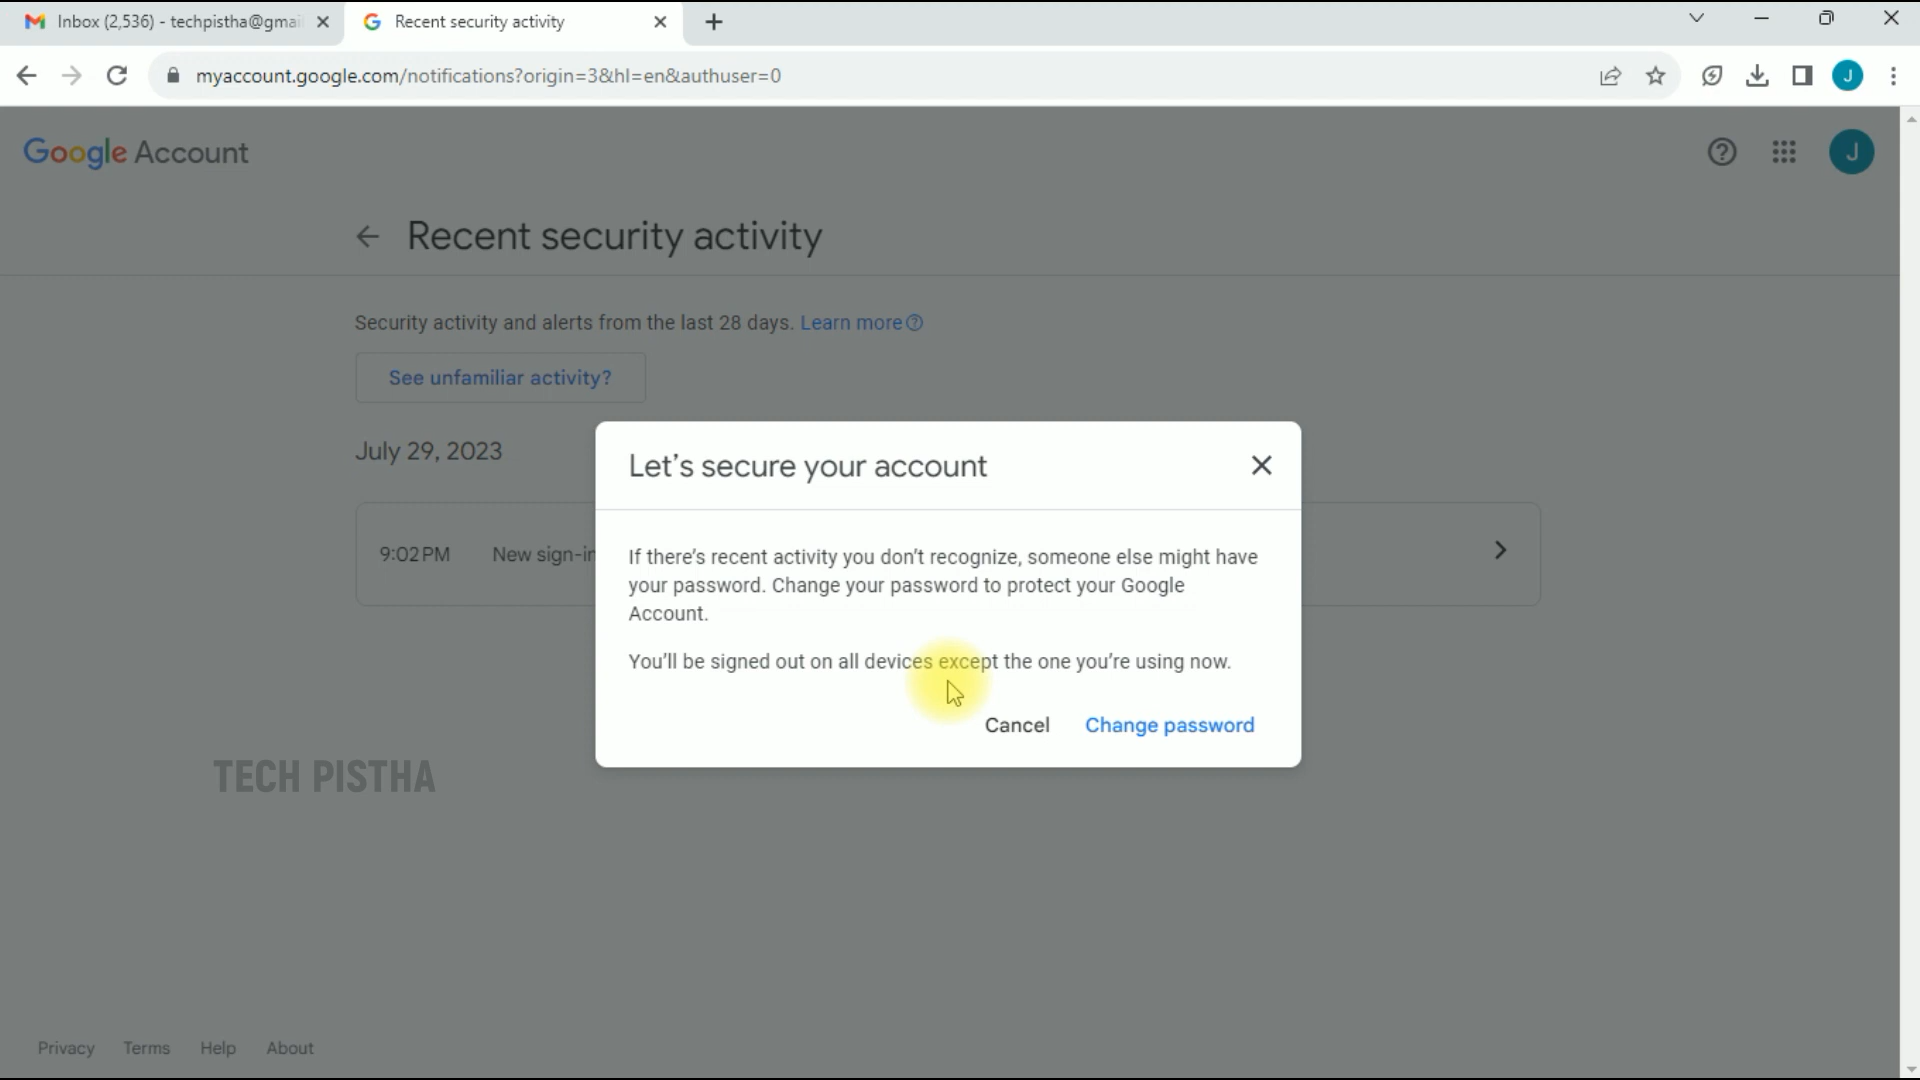 Inbox (2,536) - techpistha@gmai
Recent security activity
myaccount.google.com/notifications?origin=3&hl=en&authuser=0
J
Google Account
J
Recent security activity
Security activity and alerts from the last 28 days. Learn more
See unfamiliar activity?
July 29, 2023
Let's secure your account
9:02 PM New sign-in
If there's recent activity you don't recognize, someone else might have
your password. Change your password to protect your Google
Account.
You'll be signed out on all devices except the one you're using now.
Cancel Change password
TECH PISTHA
Privacy Terms Help About